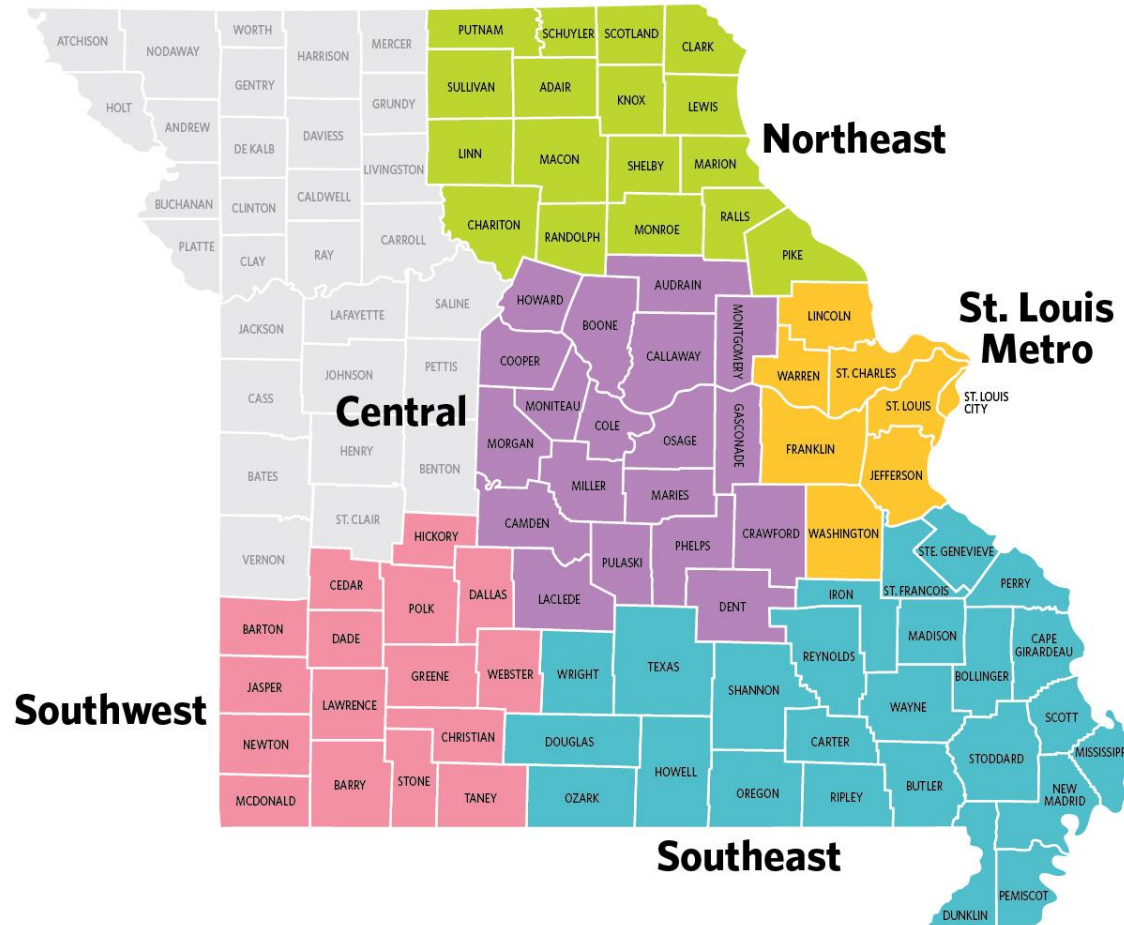 ATCHISON
NODAWAY
WORTH
HARRISON
MERCER
PUTNAM
SCHUYLER
SCOTLAND
CLARK
HOLT
GENTRY
GRUNDY
SULLIVAN
ADAIR
KNOX
LEWIS
ANDREW
DE KALB
DAVIESS
LIVINGSTON
LINN
MACON
SHELBY
MARION
Northeast
BUCHANAN
CLINTON
CALDWELL
CHARITON
RANDOLPH
MONROE
RALLS
PLATTE
CLAY
RAY
CARROLL
PIKE
JACKSON
LAFAYETTE
SALINE
HOWARD
BOONE
AUDRAIN
MONTGOMERY
LINCOLN
St. Louis
Metro
CASS
JOHNSON
PETTIS
COOPER
CALLAWAY
WARREN
ST. CHARLES
ST. LOUIS
ST. LOUIS
CITY
Central
MONITEAU
COLE
OSAGE
GASCONADE
FRANKLIN
JEFFERSON
BATES
HENRY
BENTON
MORGAN
MILLER
MARIES
VERNON
ST. CLAIR
HICKORY
CAMDEN
PULASKI
PHELPS
CRAWFORD
WASHINGTON
STE. GENEVIEVE
CEDAR
POLK
DALLAS
LACLEDE
DENT
IRON
ST. FRANCOIS
PERRY
BARTON
DADE
GREENE
WEBSTER
WRIGHT
TEXAS
SHANNON
REYNOLDS
MADISON
BOLLINGER
CAPE
GIRARDEAU
Southwest
JASPER
LAWRENCE
CHRISTIAN
DOUGLAS
CARTER
WAYNE
SCOTT
NEWTON
BARRY
STONE
TANEY
OZARK
HOWELL
OREGON
RIPLEY
BUTLER
STODDARD
MISSISSIPPI
MCDONALD
NEW
MADRID
Southeast
DUNKLIN
PEMISCOT